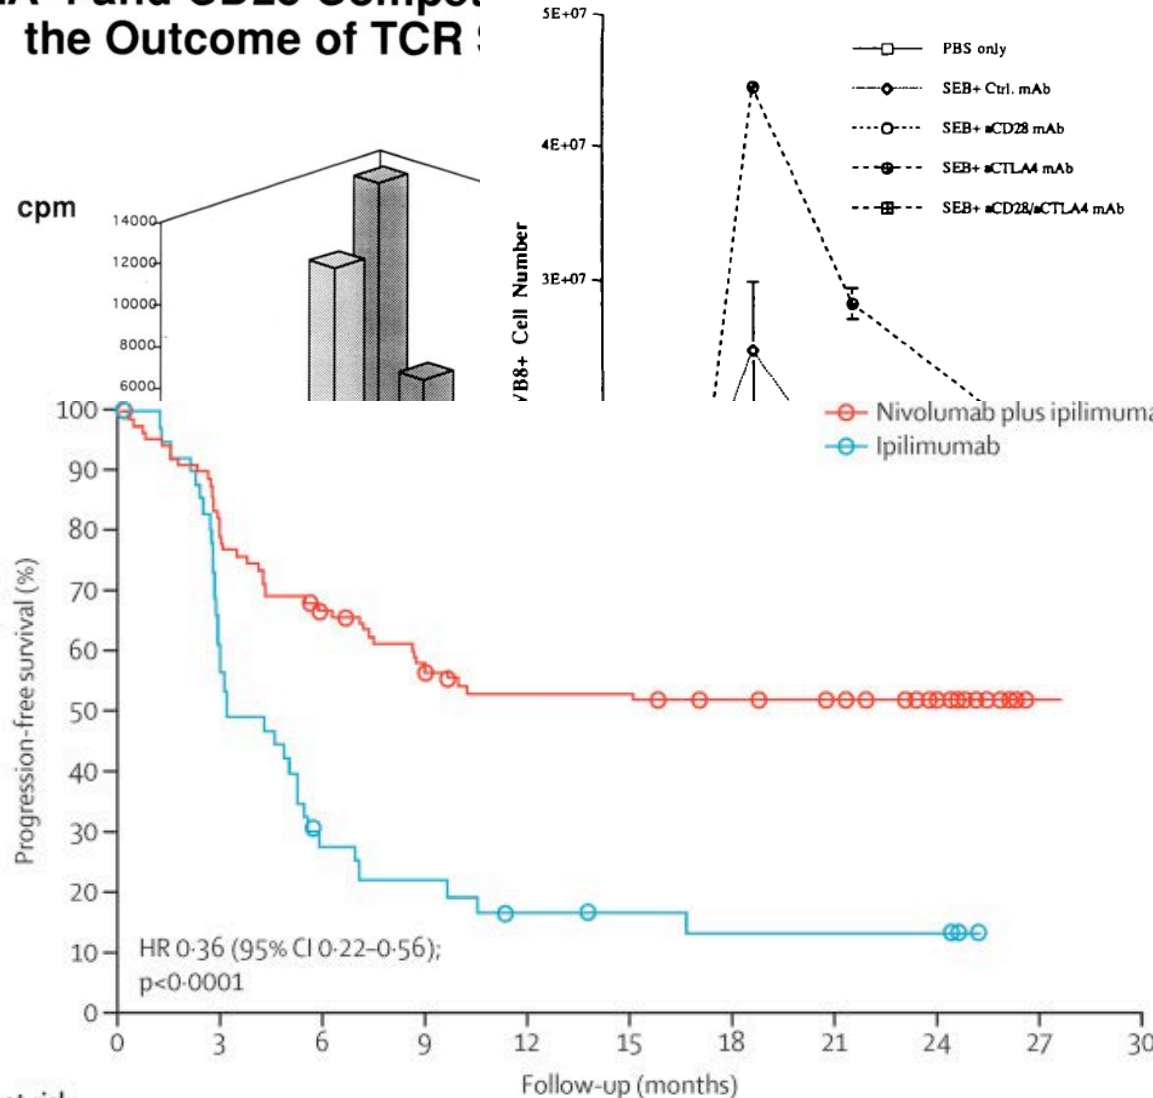 the Outcome of TCR
cpm
14000
12000
10000
8000
6000
5E+07
4E+07
3E+07
VB8+ Cell Number
PBS only
SEB+ Ctrl. mAb
SEB+ aCD28 mAb
SEB+ aCTLA4 mAb
SEB+ aCD28/aCTLA4 mAb
Nivolumab plus ipilimuma
Ipilimumab
100
90
80
70
60
50
40
30
20
10
0
Progression-free survival (%)
HR 0·36 (95% CI 0·22–0·56);
p<0·0001
0 3 6 9 12 15 18 21 24 27 30
Follow-up (months)